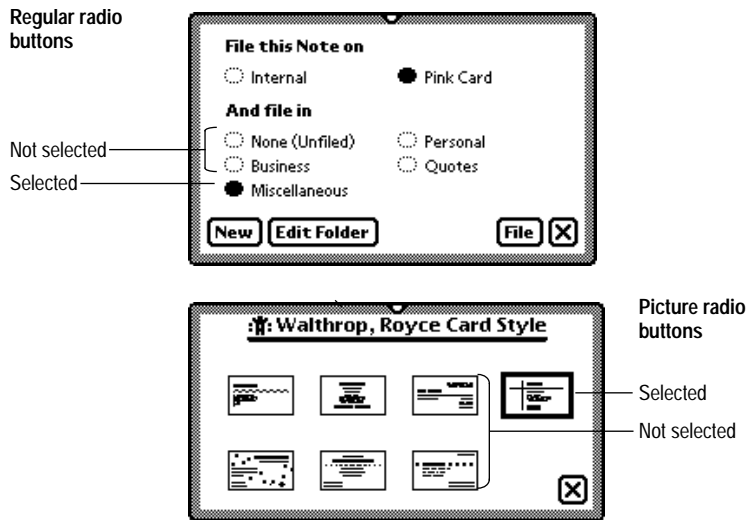 Regular radio
buttons
File this Note on
Internal
Pink Card
And file in
None (Unfiled)
Personal
Business
Quotes
Miscellaneous
Not selected
Selected
New
Edit Folder
File
Walthrop, Royce Card Style
Picture radio
buttons
Selected
Not selected